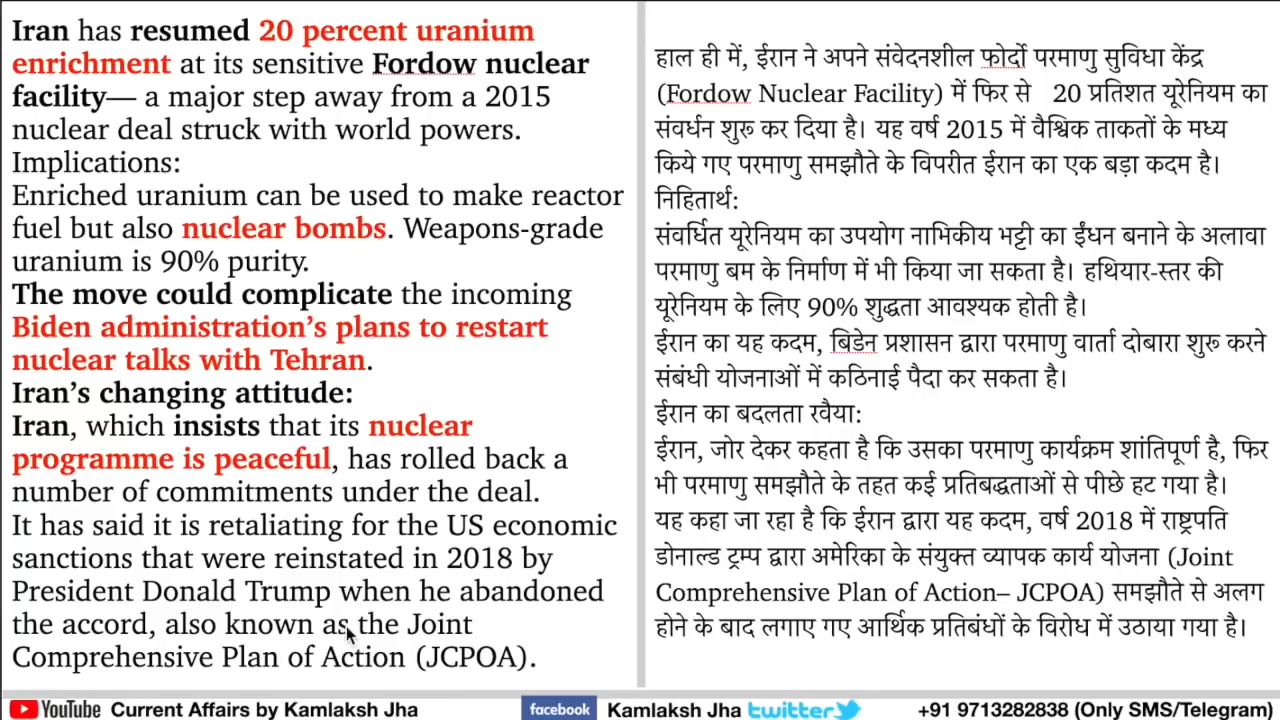 Iran has resumed 20 percent uranium
enrichment at its sensitive Fordow nuclear
facility— a major step away from a 2015
nuclear deal struck with world powers.
Implications:
Enriched uranium can be used to make reactor
fuel but also nuclear bombs. Weapons-grade
uranium is 90% purity.
The move could complicate the incoming
Biden administration’s plans to restart
nuclear talks with Tehran.
Iran’s changing attitude:
Iran, which insists that its nuclear
programme is peaceful, has rolled back a
number of commitments under the deal.
It has said it is retaliating for the US economic
sanctions that were reinstated in 2018 by
President Donald Trump when he abandoned
the accord, also known as the Joint
Comprehensive Plan of Action (JCPOA).
हाल ही में, ईरान ने अपने संवेदनशील फोर्दो परमाणु सुविधा केंद्र
(Fordow Nuclear Facility) में फिर से 20 प्रतिशत यूरेनियम का
संवर्धन शुरू कर दिया है। यह वर्ष 2015 में वैश्विक ताकतों के मध्य
किये गए परमाणु समझौते के विपरीत ईरान का एक बड़ा कदम है।
निहितार्थ:
संवर्धित यूरेनियम का उपयोग नाभिकीय भट्टी का ईंधन बनाने के अलावा
परमाणु बम के निर्माण में भी किया जा सकता है। हथियार-स्तर की
यूरेनियम के लिए 90% शुद्धता आवश्यक होती है।
ईरान का यह कदम, बिडेन प्रशासन द्वारा परमाणु वार्ता दोबारा शुरू करने
संबंधी योजनाओं में कठिनाई पैदा कर सकता है।
ईरान का बदलता रवैया:
ईरान, जोर देकर कहता है कि उसका परमाणु कार्यक्रम शांतिपूर्ण है, फिर
भी परमाणु समझौते के तहत कई प्रतिबद्धताओं से पीछे हट गया है।
यह कहा जा रहा है कि ईरान द्वारा यह कदम, वर्ष 2018 में राष्ट्रपति
डोनाल्ड ट्रम्प द्वारा अमेरिका के संयुक्त व्यापक कार्य योजना (Joint
Comprehensive Plan of Action– JCPOA) समझौते से अलग
होने के बाद लगाए गए आर्थिक प्रतिबंधों के विरोध में उठाया गया है।
YouTube Current Affairs by Kamlaksh Jha facebook Kamlaksh Jha twitter +91 9713282838 (Only SMS/Telegram)